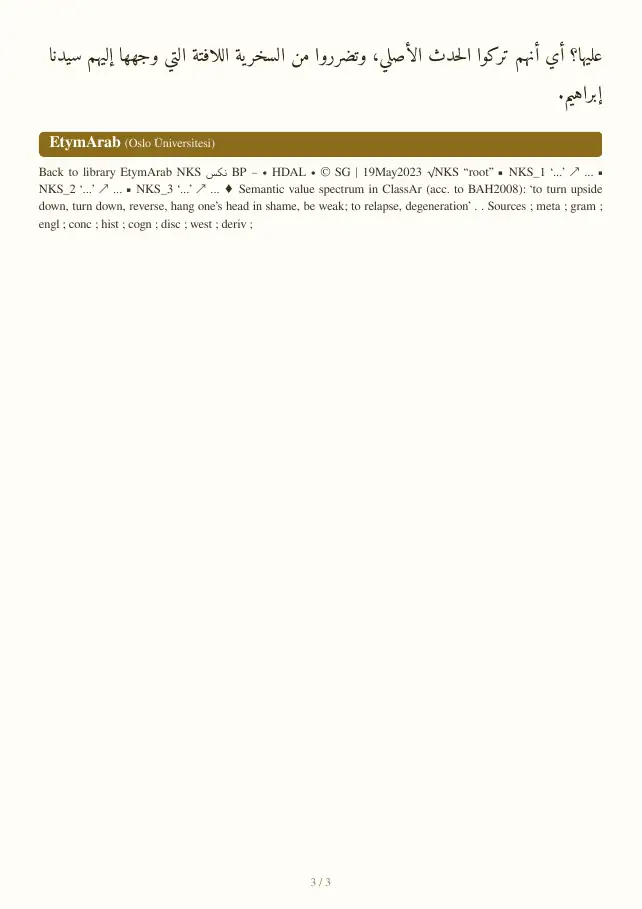 عليها؟ أي أنهم تركوا الحدث الأصلي، وتضرروا من السخرية اللافتة التي وجهها إليهم سيدنا
إبراهيم.
EtymArab (Oslo Üniversitesi)
Back to library EtymArab NKS نكس BP – • HDAL • © SG | 19May2023 √NKS “root” ▪ NKS_1 ‘...’ ↗ ... ▪
NKS_2 ‘...’ ↗ ... ▪ NKS_3 ‘...’ ↗ ... ♦ Semantic value spectrum in ClassAr (acc. to BAH2008): ‘to turn upside
down, turn down, reverse, hang one’s head in shame, be weak; to relapse, degeneration’ . . Sources ; meta ; gram ;
engl ; conc ; hist ; cogn ; disc ; west ; deriv ;
3 / 3